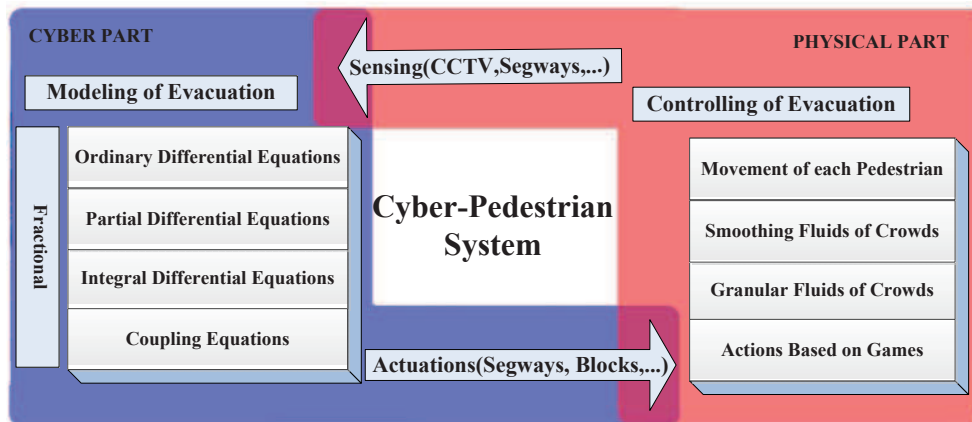 CYBER PART
PHYSICAL PART
Sensing(CCTV,Segways,...)
Modeling of Evacuation
Controlling of Evacuation
Fractional
Ordinary Differential Equations
Partial Differential Equations
Integral Differential Equations
Coupling Equations
Cyber-Pedestrian
System
Movement of each Pedestrian
Smoothing Fluids of Crowds
Granular Fluids of Crowds
Actions Based on Games
Actuations(Segways, Blocks,...)